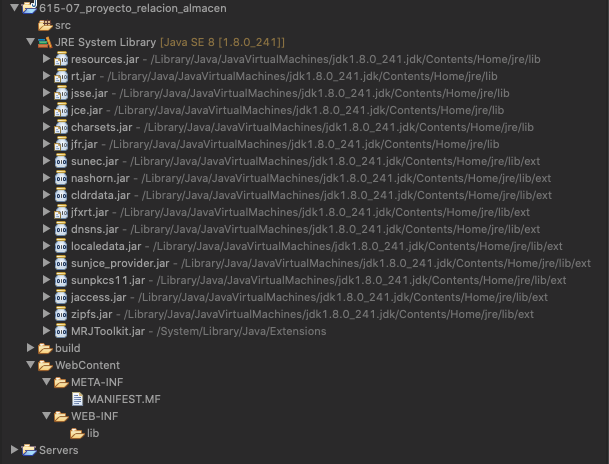 615-07_proyecto_relacion_almacen
src
JRE System Library [Java SE 8 [1.8.0_241]]
resources.jar - /Library/Java/JavaVirtualMachines/jdk1.8.0_241.jdk/Contents/Home/jre/lib
rt.jar - /Library/Java/JavaVirtualMachines/jdk1.8.0_241.jdk/Contents/Home/jre/lib
jsse.jar - /Library/Java/JavaVirtualMachines/jdk1.8.0_241.jdk/Contents/Home/jre/lib
jce.jar - /Library/Java/JavaVirtualMachines/jdk1.8.0_241.jdk/Contents/Home/jre/lib
charsets.jar - /Library/Java/JavaVirtualMachines/jdk1.8.0_241.jdk/Contents/Home/jre/lib
jfr.jar - /Library/Java/JavaVirtualMachines/jdk1.8.0_241.jdk/Contents/Home/jre/lib
sunec.jar - /Library/Java/JavaVirtualMachines/jdk1.8.0_241.jdk/Contents/Home/jre/lib/ext
nashorn.jar - /Library/Java/JavaVirtualMachines/jdk1.8.0_241.jdk/Contents/Home/jre/lib/ext
cldrdata.jar - /Library/Java/JavaVirtualMachines/jdk1.8.0_241.jdk/Contents/Home/jre/lib/ext
jfxrt.jar - /Library/Java/JavaVirtualMachines/jdk1.8.0_241.jdk/Contents/Home/jre/lib/ext
dnsns.jar - /Library/Java/JavaVirtualMachines/jdk1.8.0_241.jdk/Contents/Home/jre/lib/ext
localedata.jar - /Library/Java/JavaVirtualMachines/jdk1.8.0_241.jdk/Contents/Home/jre/lib/ext
sunjce_provider.jar - /Library/Java/JavaVirtualMachines/jdk1.8.0_241.jdk/Contents/Home/jre/lib/ext
sunpkcs11.jar - /Library/Java/JavaVirtualMachines/jdk1.8.0_241.jdk/Contents/Home/jre/lib/ext
jaccess.jar - /Library/Java/JavaVirtualMachines/jdk1.8.0_241.jdk/Contents/Home/jre/lib/ext
zipfs.jar - /Library/Java/JavaVirtualMachines/jdk1.8.0_241.jdk/Contents/Home/jre/lib/ext
MRJToolkit.jar - /System/Library/Java/Extensions
build
WebContent
META-INF
MANIFEST.MF
WEB-INF
lib
Servers